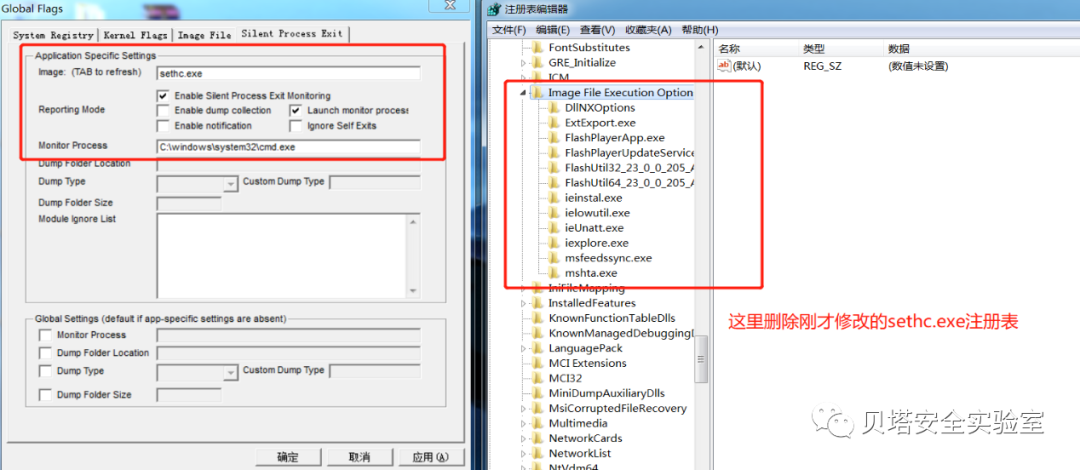 Global Flags
System Registry
Kernel Flags
Image File
Silent Process Exit
Application Specific Settings
Image: (TAB to refresh)
sethc.exe
Enable Silent Process Exit Monitoring
Reporting Mode
Enable dump collection
Launch monitor process
Enable notification
Ignore Self Exits
Monitor Process
C:\windows\system32\cmd.exe
Dump Folder Location
Dump Type
Custom Dump Type
Dump Folder Size
Module Ignore List
Global Settings (default if app-specific settings are absent)
Monitor Process
Dump Folder Location
Dump Type
Custom Dump Type
Dump Folder Size
确定
取消
应用(A)
注册表编辑器
文件(F) 编辑(E) 查看(V) 收藏夹(A) 帮助(H)
FontSubstitutes
GRE_Initialize
ICM
Image File Execution Option
DllNXOptions
ExtExport.exe
FlashPlayerApp.exe
FlashPlayerUpdateService
FlashUtil32_23_0_0_205_A
FlashUtil64_23_0_0_205_A
ieinstal.exe
ielowutil.exe
ieUnatt.exe
iexplore.exe
msfeedssync.exe
mshta.exe
IniFileMapping
InstalledFeatures
KnownFunctionTableDlls
KnownManagedDebuggingD
LanguagePack
MCI Extensions
MCI32
MiniDumpAuxiliaryDlls
MsiCorruptedFileRecovery
Multimedia
NetworkCards
NetworkList
NtVdm64
名称 类型 数据
ab (默认) REG_SZ (数值未设置)
这里删除刚才修改的sethc.exe注册表
贝塔安全实验室